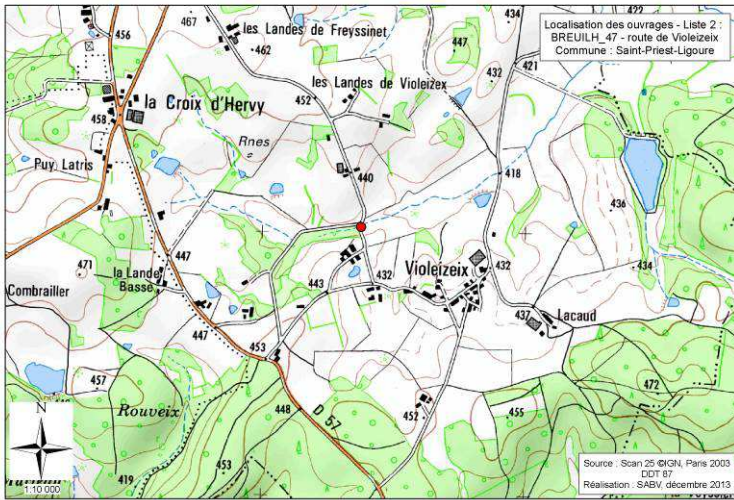 Localisation des ouvrages - Liste 2 :
BREUILH_47 - route de Violeizeix
Commune : Saint-Priest-Ligoure
467
les Landes de Freyssinet
434
456
462
447
421
432
les Landes de Violeizex
452
la Croix d'Hervy
458
Rnes
Puy Latris
440
418
436
447
471
la Lande
Basse
Combrailler
443
432
Violeizeix
432
434
437
Lacaud
447
453
457
Rouveix
448
D 57
452
455
472
419
453
N
1:10 000
Source : Scan 25 ©IGN, Paris 2003
DDT 87
Réalisation : SABV, décembre 2013